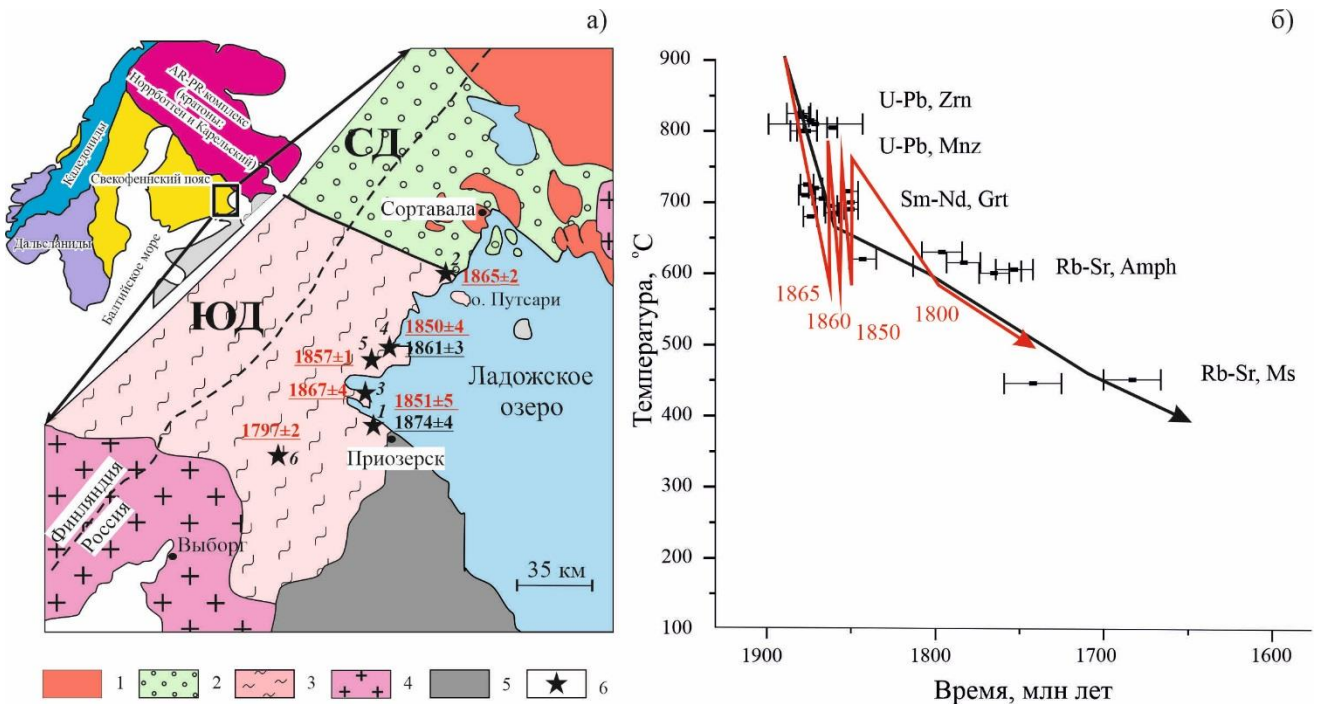 а)
AR-PR комплекс
(кратоны:
Норрботтен и Карельский)
Каледониды
Свекофеннский пояс
Дальсланиды
Балтийское море
СД
Сортавала
2
1865±2
о. Путсари
ЮД
4
1850±4
1861±3
5
1857±1
Ладожское
озеро
1867±4
3
1851±5
1874±4
1
1797±2
6
Приозерск
Финляндия
Россия
Выборг
35 км
1
2
3
4
5
6
б)
Температура, °С
900
800
700
600
500
400
300
200
100
U-Pb, Zrn
U-Pb, Mnz
Sm-Nd, Grt
Rb-Sr, Amph
Rb-Sr, Ms
1865
1860
1850
1800
1900
1800
1700
1600
Время, млн лет